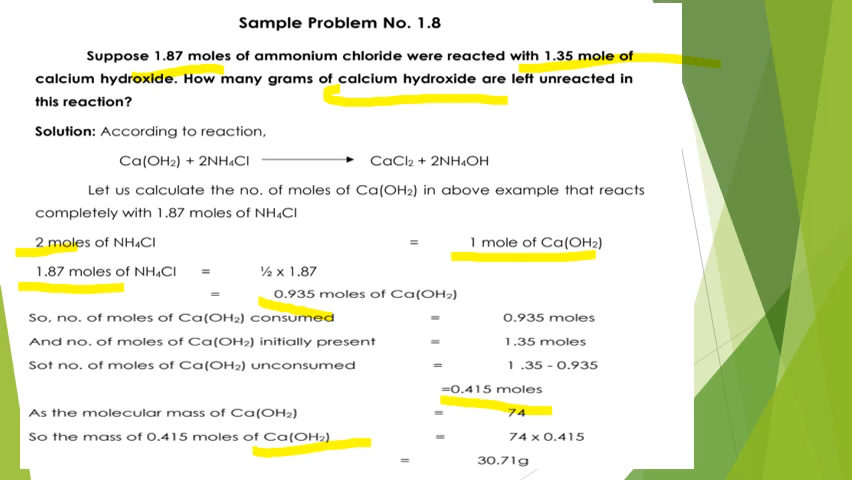 Sample Problem No. 1.8
Suppose 1.87 moles of ammonium chloride were reacted with 1.35 mole of
calcium hydroxide. How many grams of calcium hydroxide are left unreacted in
this reaction?
Solution: According to reaction,
Ca(OH₂) + 2NH₄Cl ⟶ CaCl₂ + 2NH₄OH
Let us calculate the no. of moles of Ca(OH₂) in above example that reacts
completely with 1.87 moles of NH₄Cl
2 moles of NH₄Cl = 1 mole of Ca(OH₂)
1.87 moles of NH₄Cl = ½ x 1.87
= 0.935 moles of Ca(OH₂)
So, no. of moles of Ca(OH₂) consumed = 0.935 moles
And no. of moles of Ca(OH₂) initially present = 1.35 moles
Sot no. of moles of Ca(OH₂) unconsumed = 1 .35 - 0.935
=0.415 moles
As the molecular mass of Ca(OH₂) = 74
So the mass of 0.415 moles of Ca(OH₂) = 74 x 0.415
= 30.71g